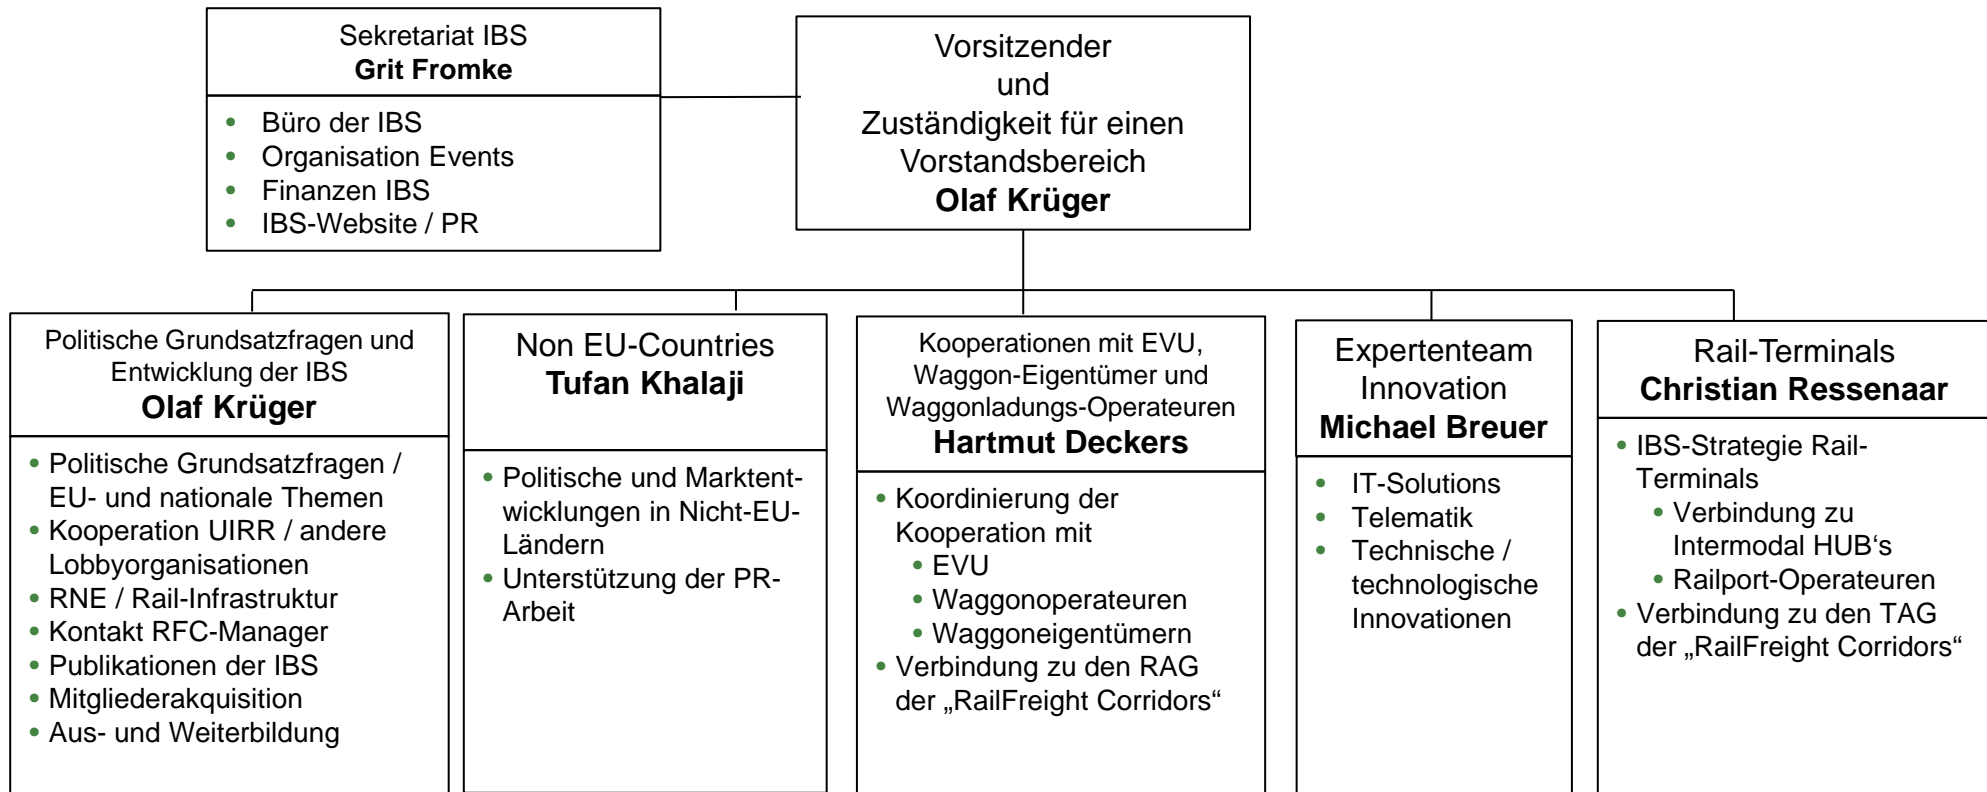 Sekretariat IBS
Grit Fromke
• Büro der IBS
• Organisation Events
• Finanzen IBS
• IBS-Website / PR
Vorsitzender
und
Zuständigkeit für einen
Vorstandsbereich
Olaf Krüger
Politische Grundsatzfragen und
Entwicklung der IBS
Olaf Krüger
• Politische Grundsatzfragen /
EU- und nationale Themen
• Kooperation UIRR / andere
Lobbyorganisationen
• RNE / Rail-Infrastruktur
• Kontakt RFC-Manager
• Publikationen der IBS
• Mitgliederakquisition
• Aus- und Weiterbildung
Non EU-Countries
Tufan Khalaji
• Politische und Marktent-
wicklungen in Nicht-EU-
Ländern
• Unterstützung der PR-
Arbeit
Kooperationen mit EVU,
Waggon-Eigentümer und
Waggonladungs-Operateuren
Hartmut Deckers
• Koordinierung der
Kooperation mit
• EVU
• Waggonoperateuren
• Waggoneigentümern
• Verbindung zu den RAG
der „RailFreight Corridors“
Expertenteam
Innovation
Michael Breuer
• IT-Solutions
• Telematik
• Technische /
technologische
Innovationen
Rail-Terminals
Christian Ressenaar
• IBS-Strategie Rail-
Terminals
• Verbindung zu
Intermodal HUB‘s
• Railport-Operateuren
• Verbindung zu den TAG
der „RailFreight Corridors“